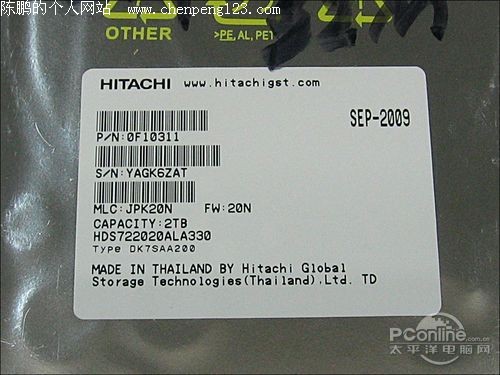 陈鹏的个人网站
www.chenpeng123.com
OTHER >PE, AL, PET
HITACHI www.hitachigst.com
SEP-2009
P/N:0F10311
S/N:YAGK6ZAT
MLC:JPK20N FW:20N
CAPACITY:2TB
HDS722020ALA330
Type DK7SAA200
MADE IN THAILAND BY Hitachi Global
Storage Technologies(Thailand),Ltd. TD
PConline
太平洋电脑网